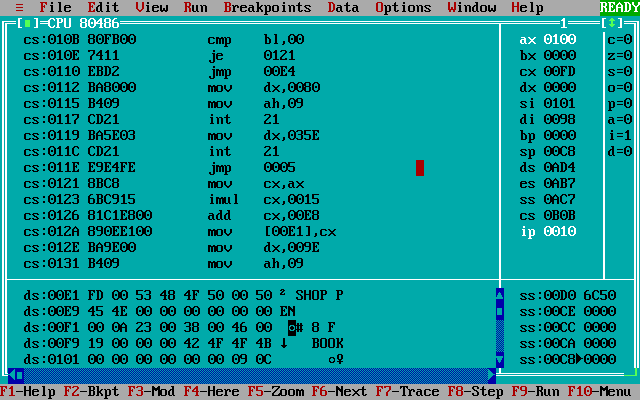 ≡ File Edit View Run Breakpoints Data Options Window Help READY
[■]=CPU 80486 1 [↕]
cs:010B 80FB00 cmp bl,00 ax 0100 c=0
cs:010E 7411 je 0121 bx 0000 z=0
cs:0110 EBD2 jmp 00E4 cx 00FD s=0
cs:0112 BA8000 mov dx,0080 dx 0000 o=0
cs:0115 B409 mov ah,09 si 0101 p=0
cs:0117 CD21 int 21 di 0098 a=0
cs:0119 BA5E03 mov dx,035E bp 0000 i=1
cs:011C CD21 int 21 sp 00C8 d=0
cs:011E E9E4FE jmp 0005 ds 0AD4
cs:0121 8BC8 mov cx,ax es 0AB7
cs:0123 6BC915 imul cx,0015 ss 0AC7
cs:0126 81C1E800 add cx,00E8 cs 0B0B
cs:012A 890EE100 mov [00E1],cx ip 0010
cs:012E BA9E00 mov dx,009E
cs:0131 B409 mov ah,09
ds:00E1 FD 00 53 48 4F 50 00 50 ² SHOP P ss:00D0 6C50
ds:00E9 45 4E 00 00 00 00 00 00 EN ss:00CE 0000
ds:00F1 00 0A 23 00 38 00 46 00 ◙# 8 F ss:00CC 0000
ds:00F9 19 00 00 00 42 4F 4F 4B ↓ BOOK ss:00CA 0000
ds:0101 00 00 00 00 00 00 09 0C ○♀ ss:00C8►0000
F1-Help F2-Bkpt F3-Mod F4-Here F5-Zoom F6-Next F7-Trace F8-Step F9-Run F10-Menu